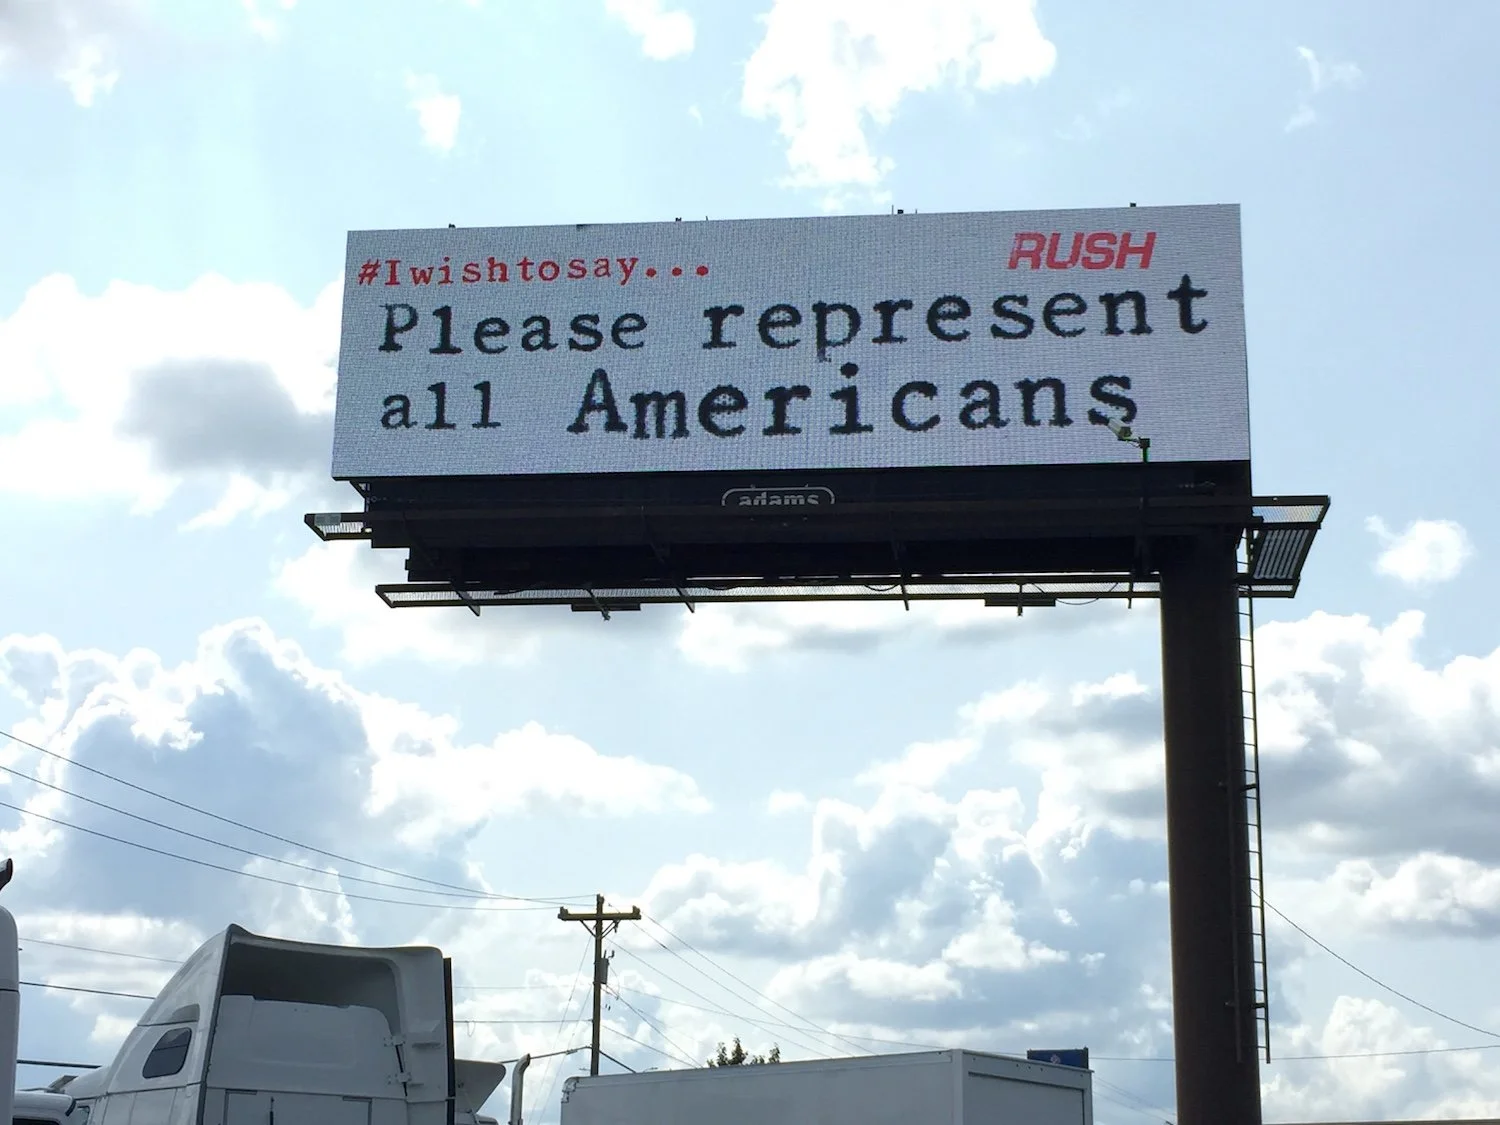 #Iwishtosay...
RUSH
Please represent
all Americans
adams